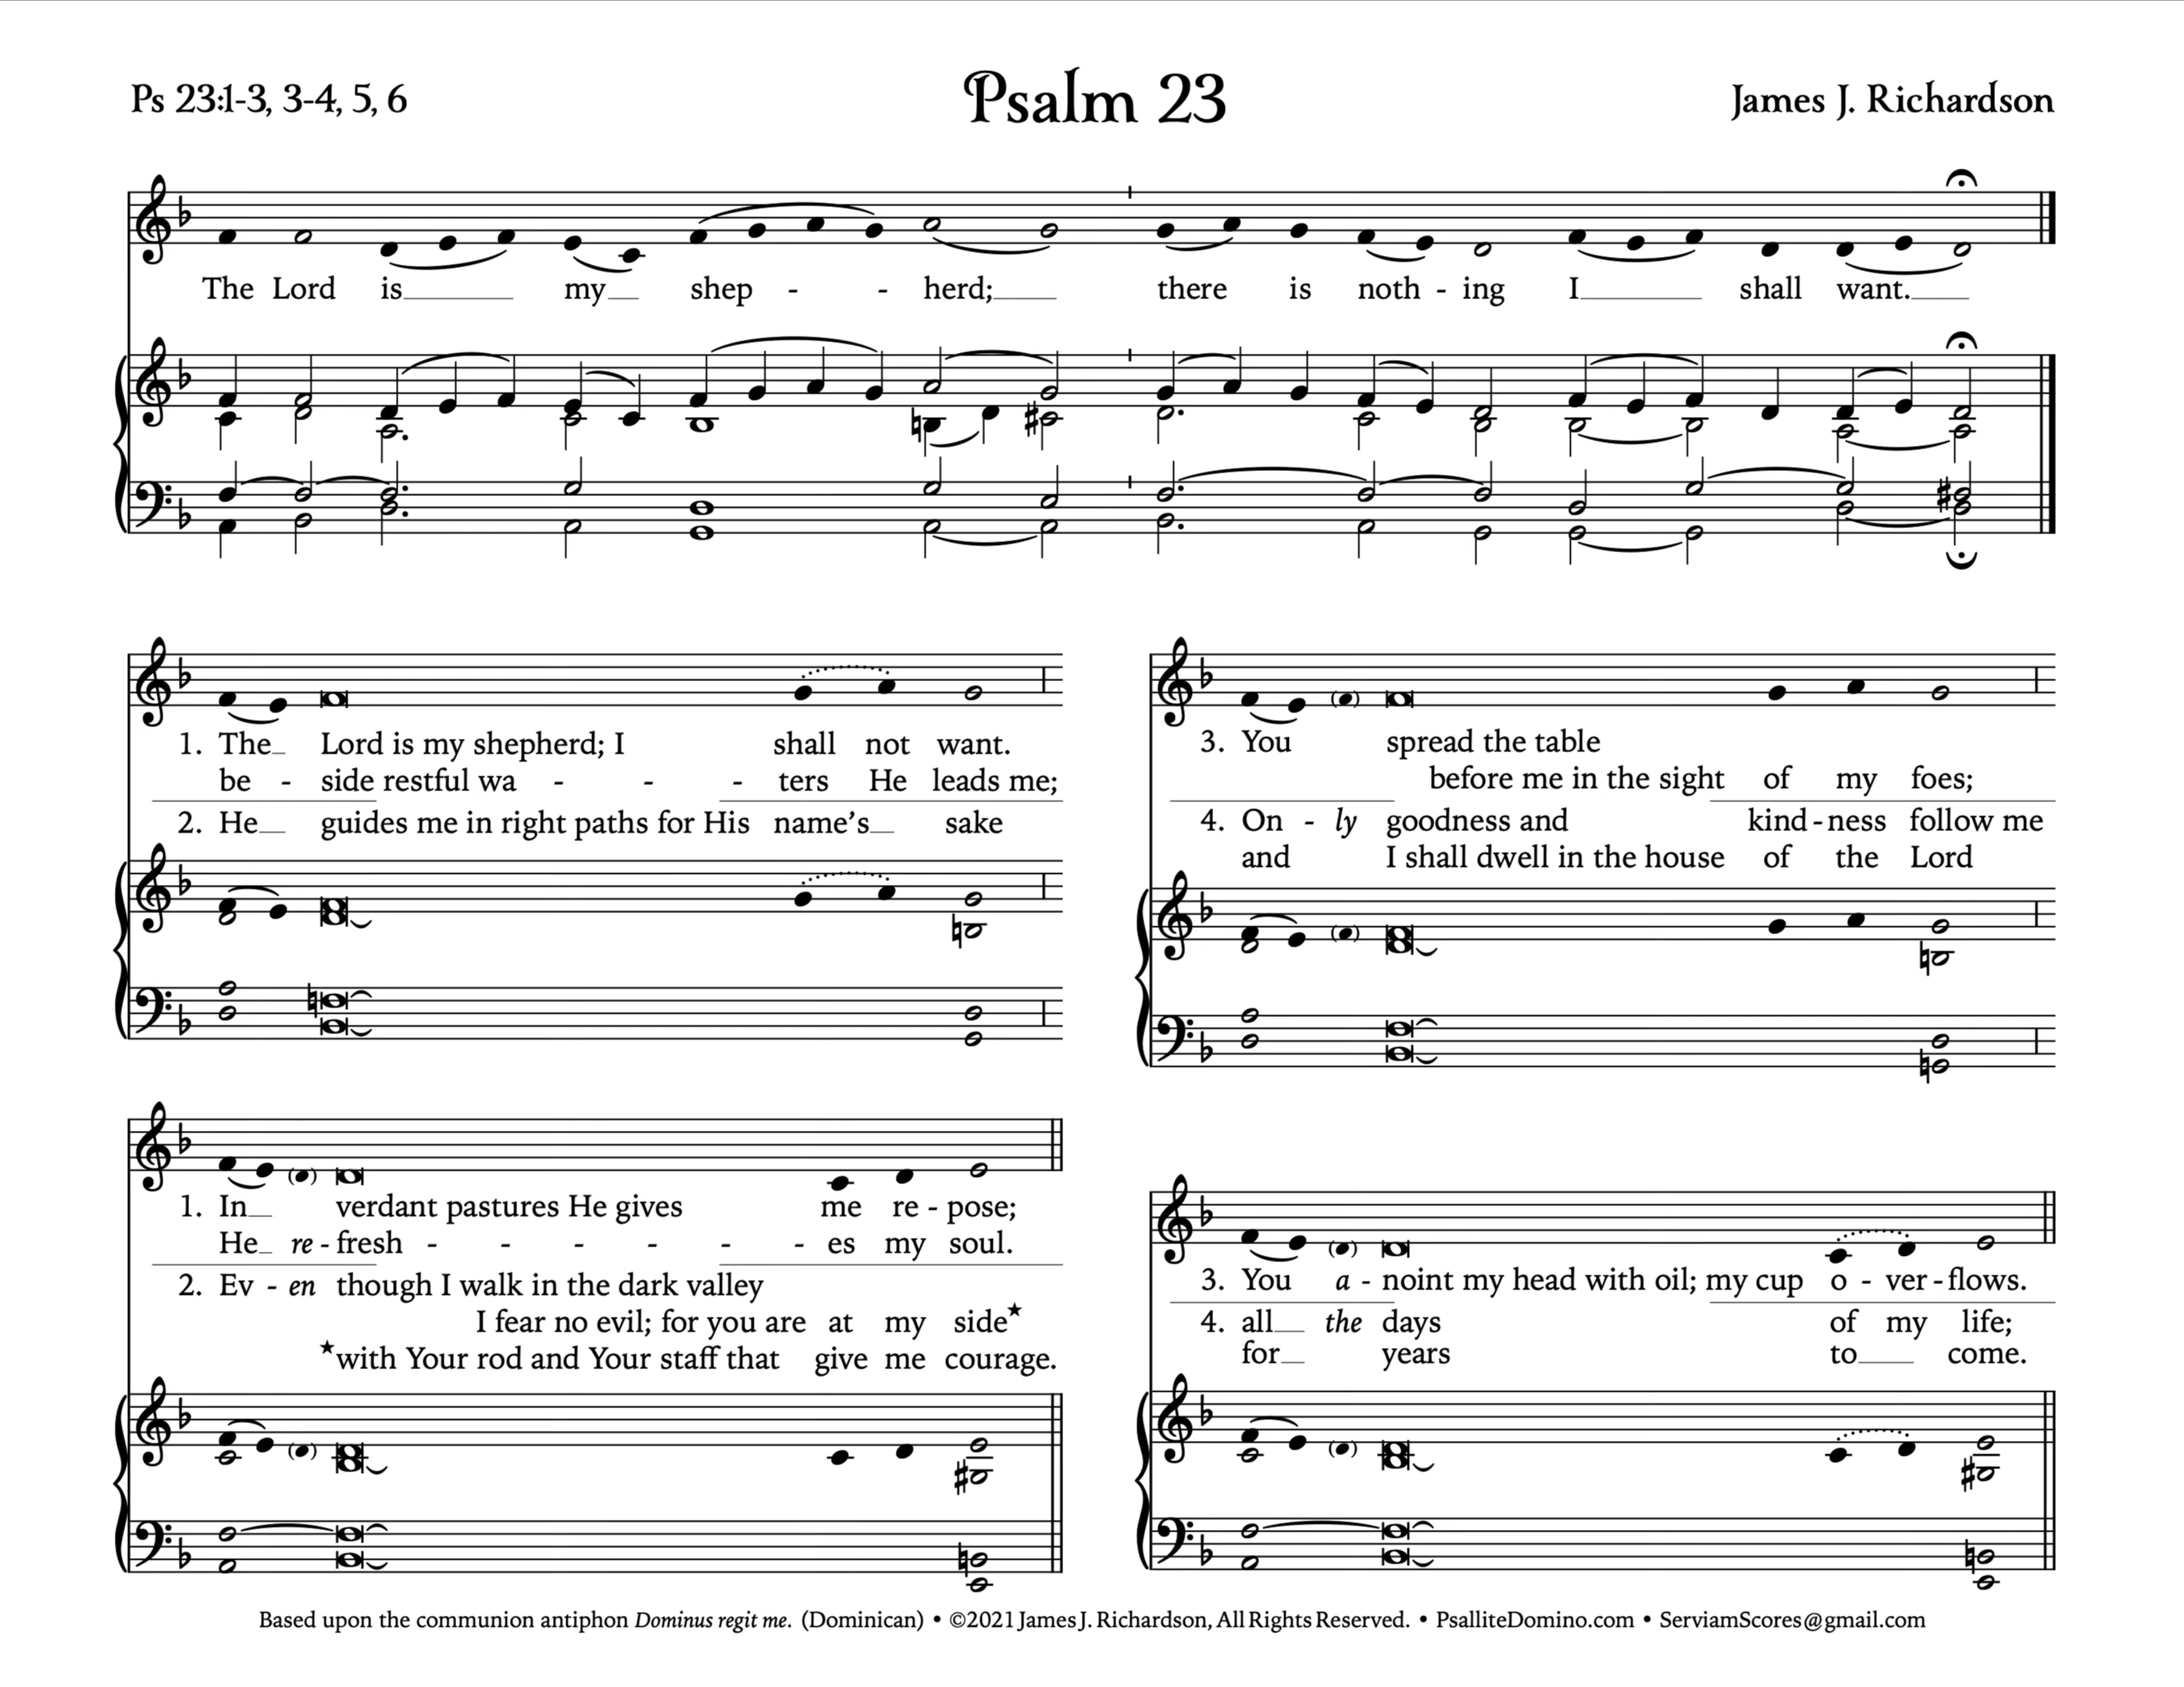 Ps 23:1-3, 3-4, 5, 6
Psalm 23
James J. Richardson
The Lord is my shep - - herd; there is noth - ing I shall want.
1. The Lord is my shepherd; I shall not want.
be - side restful wa - - - ters He leads me;
2. He guides me in right paths for His name's sake
3. You spread the table
before me in the sight of my foes;
4. On - ly goodness and kind - ness follow me
and I shall dwell in the house of the Lord
1. In verdant pastures He gives me re - pose;
He re - fresh - - - - - - es my soul.
2. Ev - en though I walk in the dark valley
I fear no evil; for you are at my side★
★with Your rod and Your staff that give me courage.
3. You a - noint my head with oil; my cup o - ver - flows.
4. all the days of my life;
for years to come.
Based upon the communion antiphon Dominus regit me. (Dominican) • ©2021 James J. Richardson, All Rights Reserved. • PsalliteDomino.com • ServiamScores@gmail.com